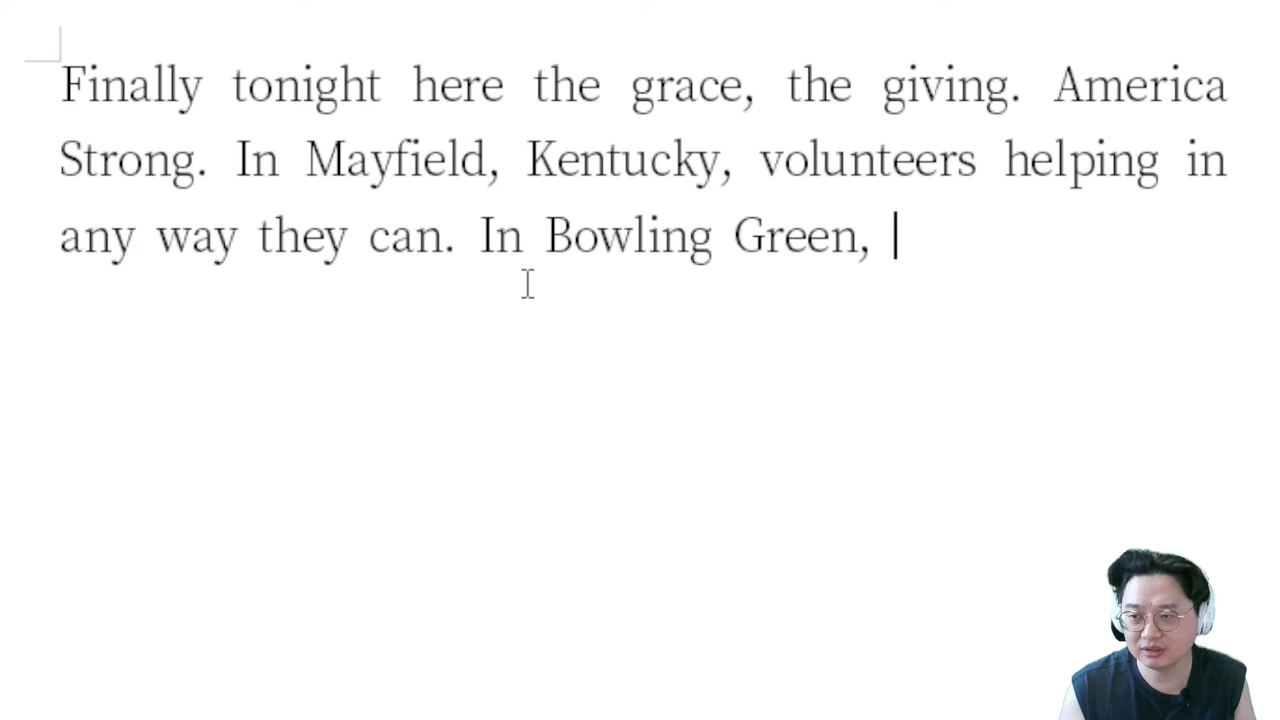 Finally tonight here the grace, the giving. America
Strong. In Mayfield, Kentucky, volunteers helping in
any way they can. In Bowling Green,